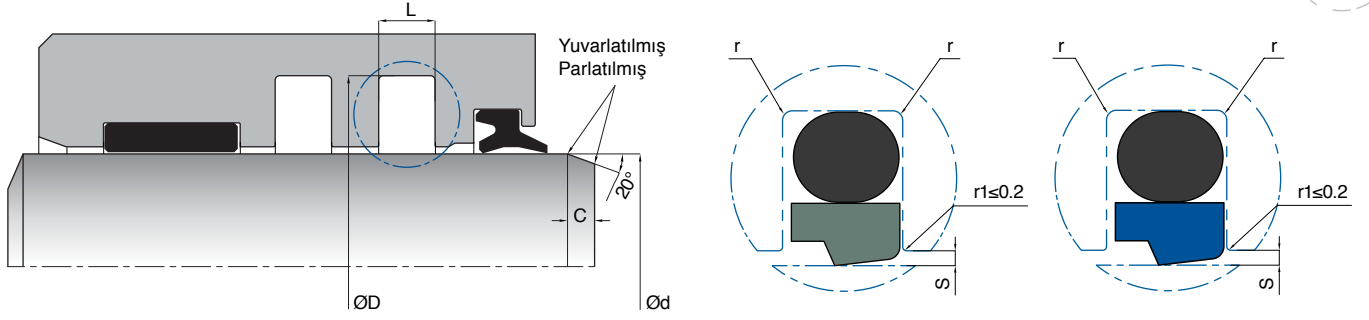 L
Yuvarlatılmış
Parlatılmış
20°
C
ØD
Ød
r
r
r1≤0.2
S
r
r
r1≤0.2
S